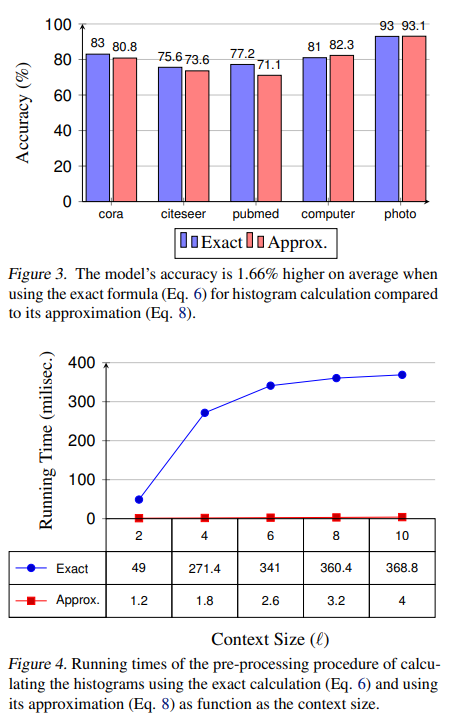 100
80
60
40
20
0
Accuracy (%)
83 80.8 75.6 73.6 77.2 71.1 81 82.3 93 93.1
cora citeseer pubmed computer photo
Exact Approx.
Figure 3. The model's accuracy is 1.66% higher on average when
using the exact formula (Eq. 6) for histogram calculation compared
to its approximation (Eq. 8).
400
300
200
100
0
Running Time (milisec.)
2 4 6 8 10
Exact 49 271.4 341 360.4 368.8
Approx. 1.2 1.8 2.6 3.2 4
Context Size (ℓ)
Figure 4. Running times of the pre-processing procedure of calcu-
lating the histograms using the exact calculation (Eq. 6) and using
its approximation (Eq. 8) as function as the context size.